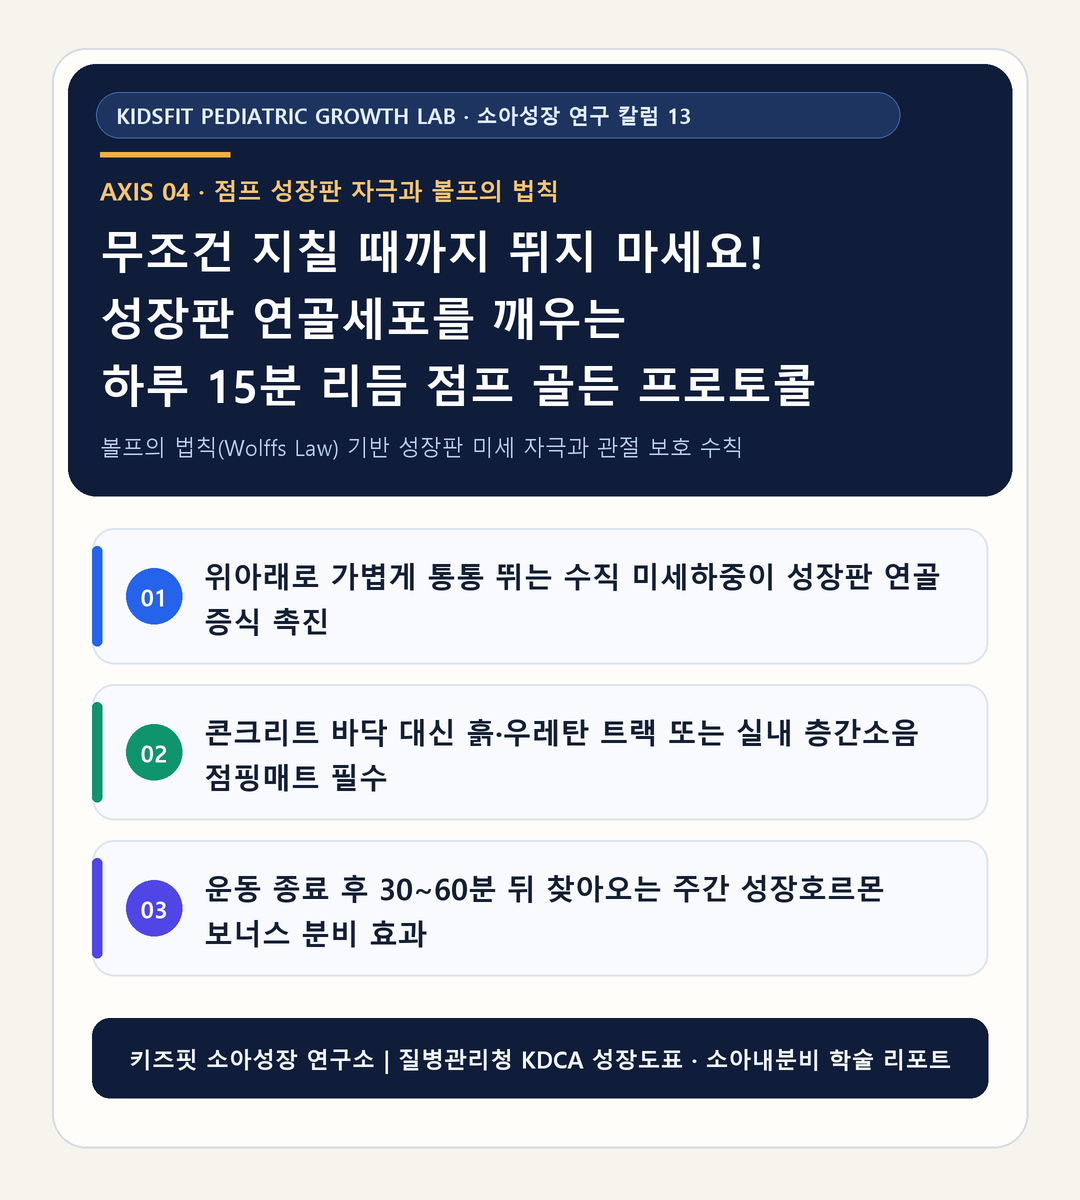 KIDSFIT PEDIATRIC GROWTH LAB · 소아성장 연구 칼럼 13
AXIS 04 · 점프 성장판 자극과 볼프의 법칙
무조건 지칠 때까지 뛰지 마세요!
성장판 연골세포를 깨우는
하루 15분 리듬 점프 골든 프로토콜
볼프의 법칙(Wolffs Law) 기반 성장판 미세 자극과 관절 보호 수칙
01
위아래로 가볍게 통통 뛰는 수직 미세하중이 성장판 연골
증식 촉진
02
콘크리트 바닥 대신 흙·우레탄 트랙 또는 실내 층간소음
점핑매트 필수
03
운동 종료 후 30~60분 뒤 찾아오는 주간 성장호르몬
보너스 분비 효과
키즈핏 소아성장 연구소 | 질병관리청 KDCA 성장도표 · 소아내분비 학술 리포트